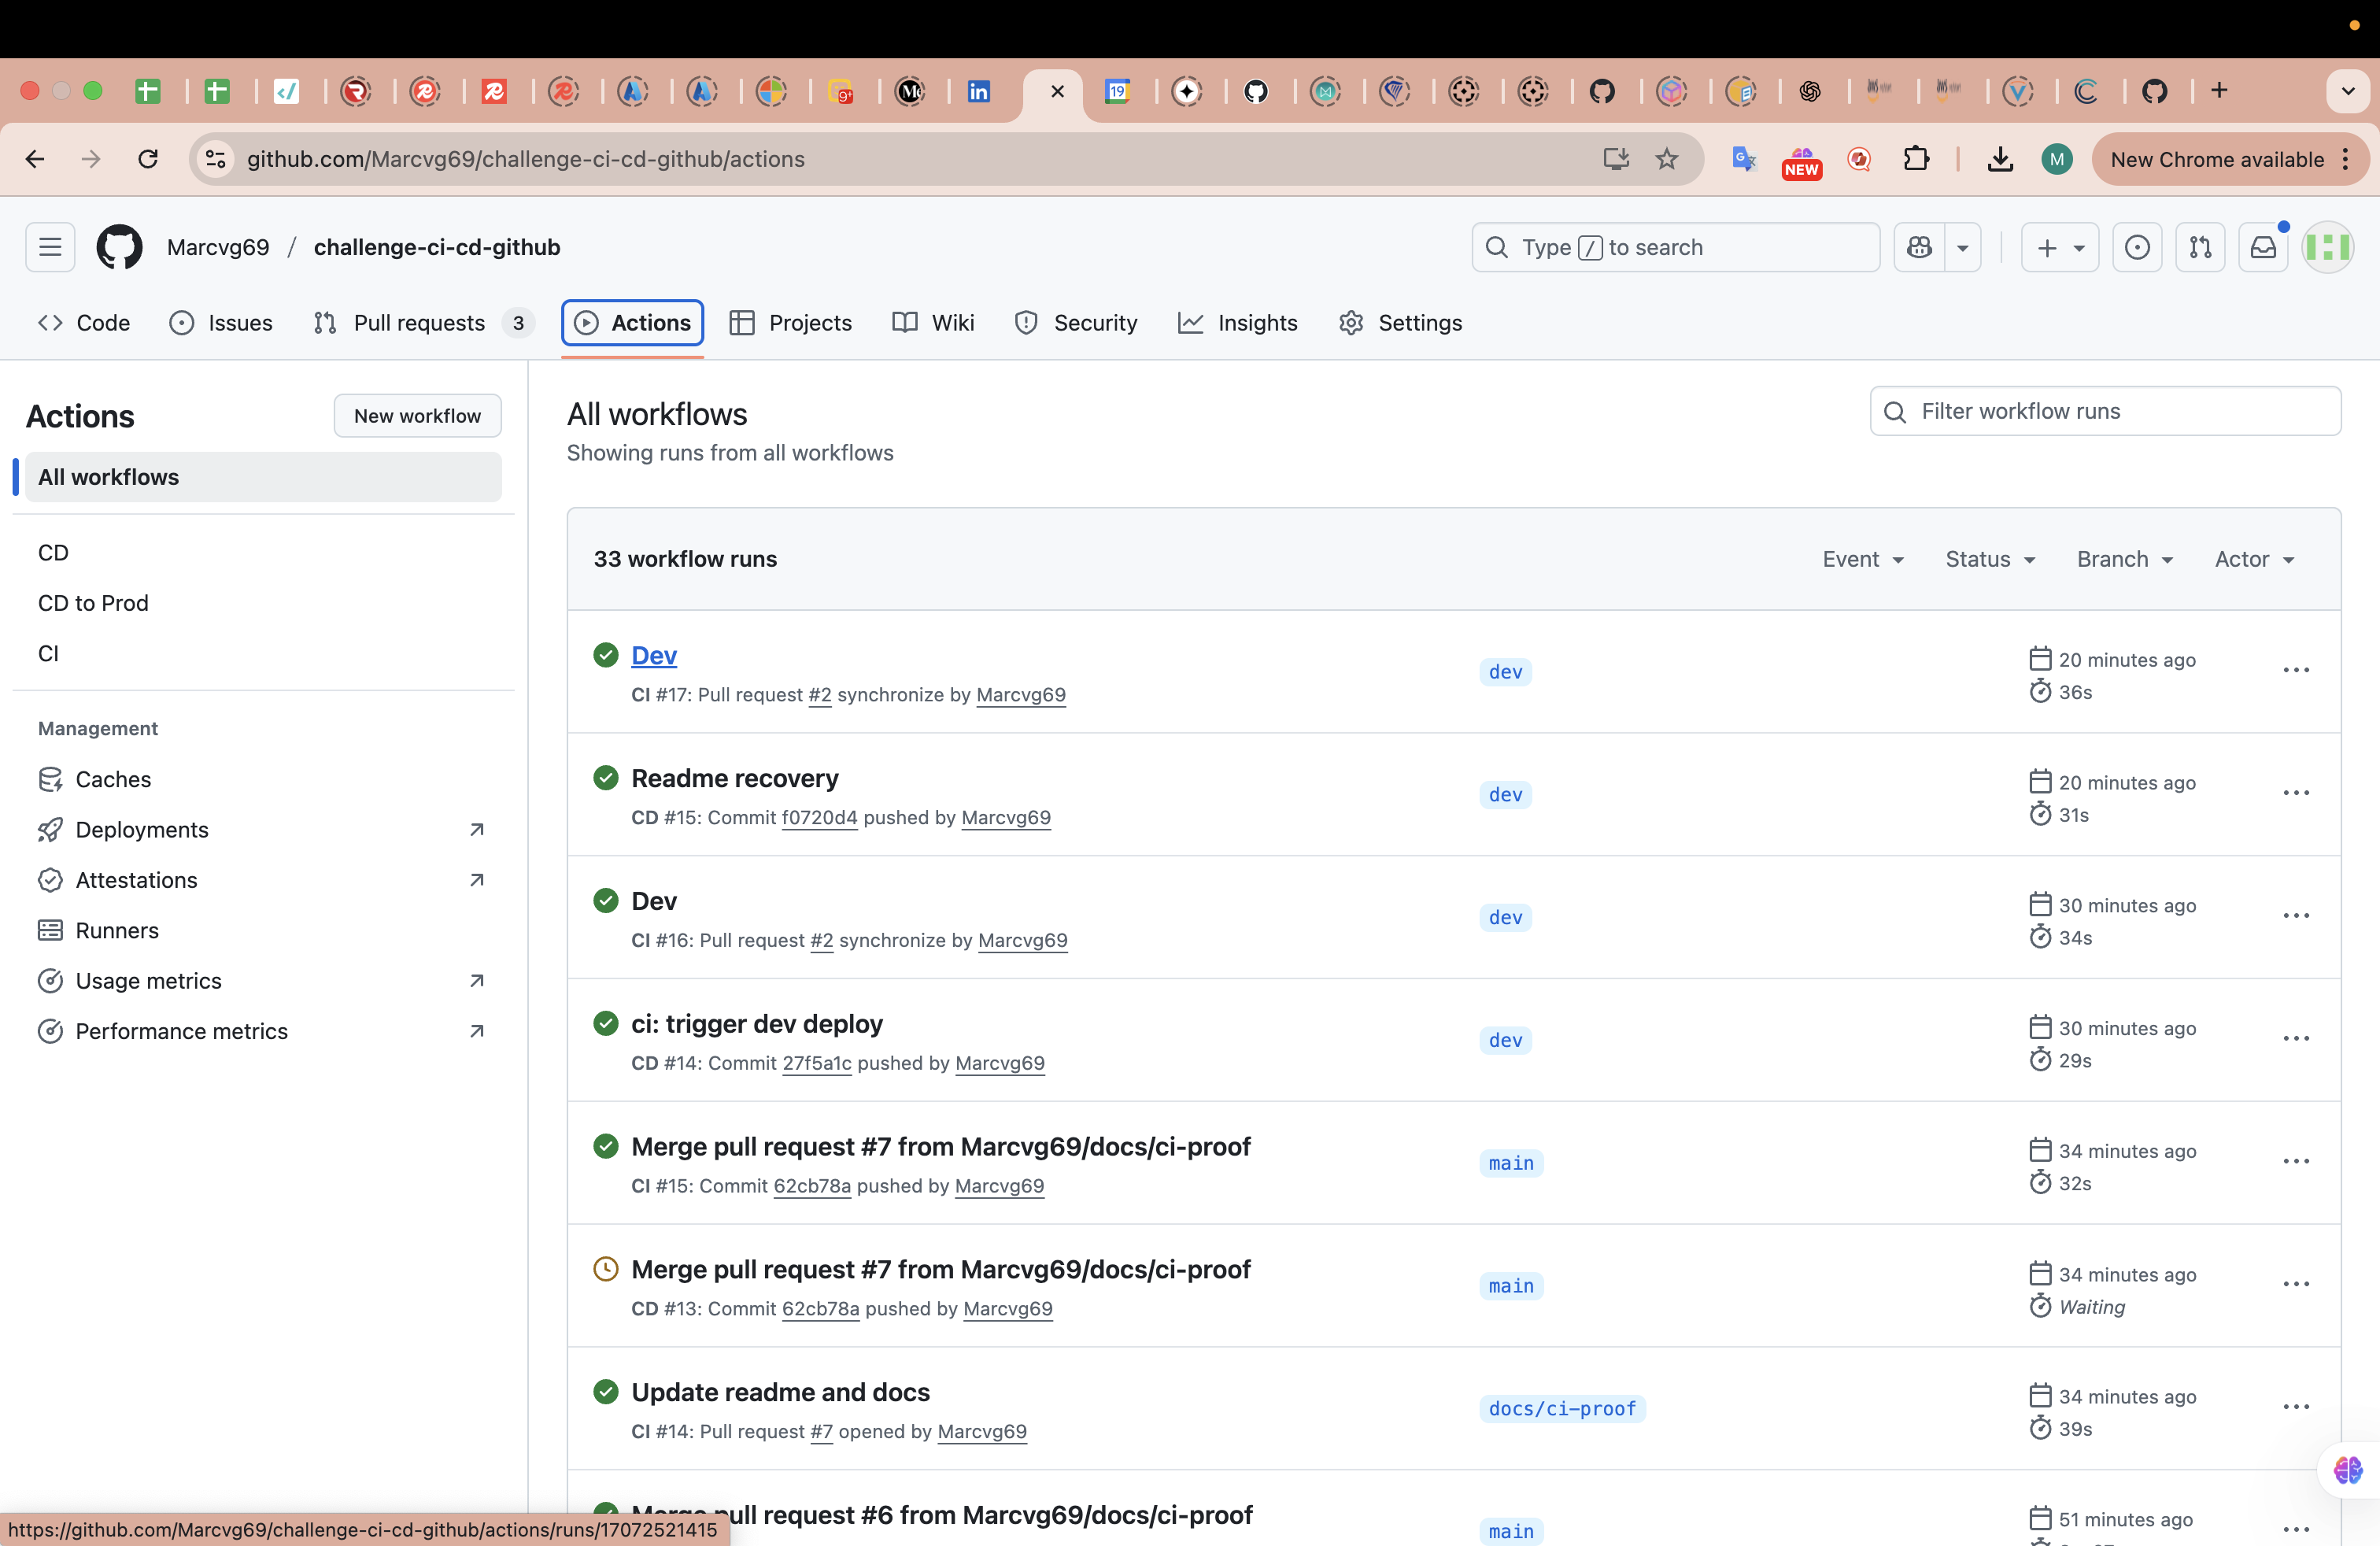 github.com/Marcvg69/challenge-ci-cd-github/actions
NEW
M
New Chrome available
Marcvg69 / challenge-ci-cd-github
Type / to search
Code
Issues
Pull requests 3
Actions
Projects
Wiki
Security
Insights
Settings
Actions
New workflow
All workflows
CD
CD to Prod
CI
Management
Caches
Deployments
Attestations
Runners
Usage metrics
Performance metrics
All workflows
Showing runs from all workflows
Filter workflow runs
33 workflow runs
Event
Status
Branch
Actor
Dev
CI #17: Pull request #2 synchronize by Marcvg69
dev
20 minutes ago
36s
Readme recovery
CD #15: Commit f0720d4 pushed by Marcvg69
dev
20 minutes ago
31s
Dev
CI #16: Pull request #2 synchronize by Marcvg69
dev
30 minutes ago
34s
ci: trigger dev deploy
CD #14: Commit 27f5a1c pushed by Marcvg69
dev
30 minutes ago
29s
Merge pull request #7 from Marcvg69/docs/ci-proof
CI #15: Commit 62cb78a pushed by Marcvg69
main
34 minutes ago
32s
Merge pull request #7 from Marcvg69/docs/ci-proof
CD #13: Commit 62cb78a pushed by Marcvg69
main
34 minutes ago
Waiting
Update readme and docs
CI #14: Pull request #7 opened by Marcvg69
docs/ci-proof
34 minutes ago
39s
Merge pull request #6 from Marcvg69/docs/ci-proof
main
51 minutes ago
https://github.com/Marcvg69/challenge-ci-cd-github/actions/runs/17072521415